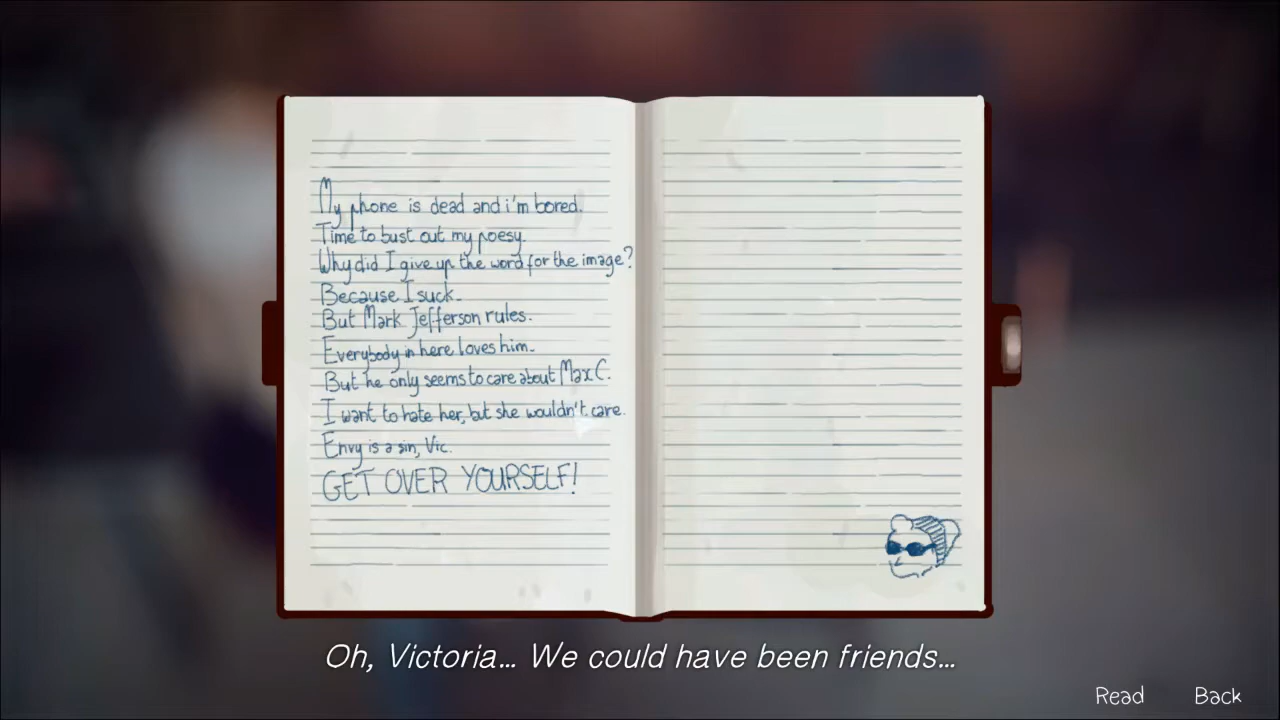 My phone is dead and i'm bored.
Time to bust out my poesy.
Why did I give up the word for the image?
Because I suck.
But Mark Jefferson rules.
Everybody in here loves him.
But he only seems to care about Max C.
I want to hate her, but she wouldn't care.
Envy is a sin, Vic.
GET OVER YOURSELF!
Oh, Victoria... We could have been friends...
Read Back